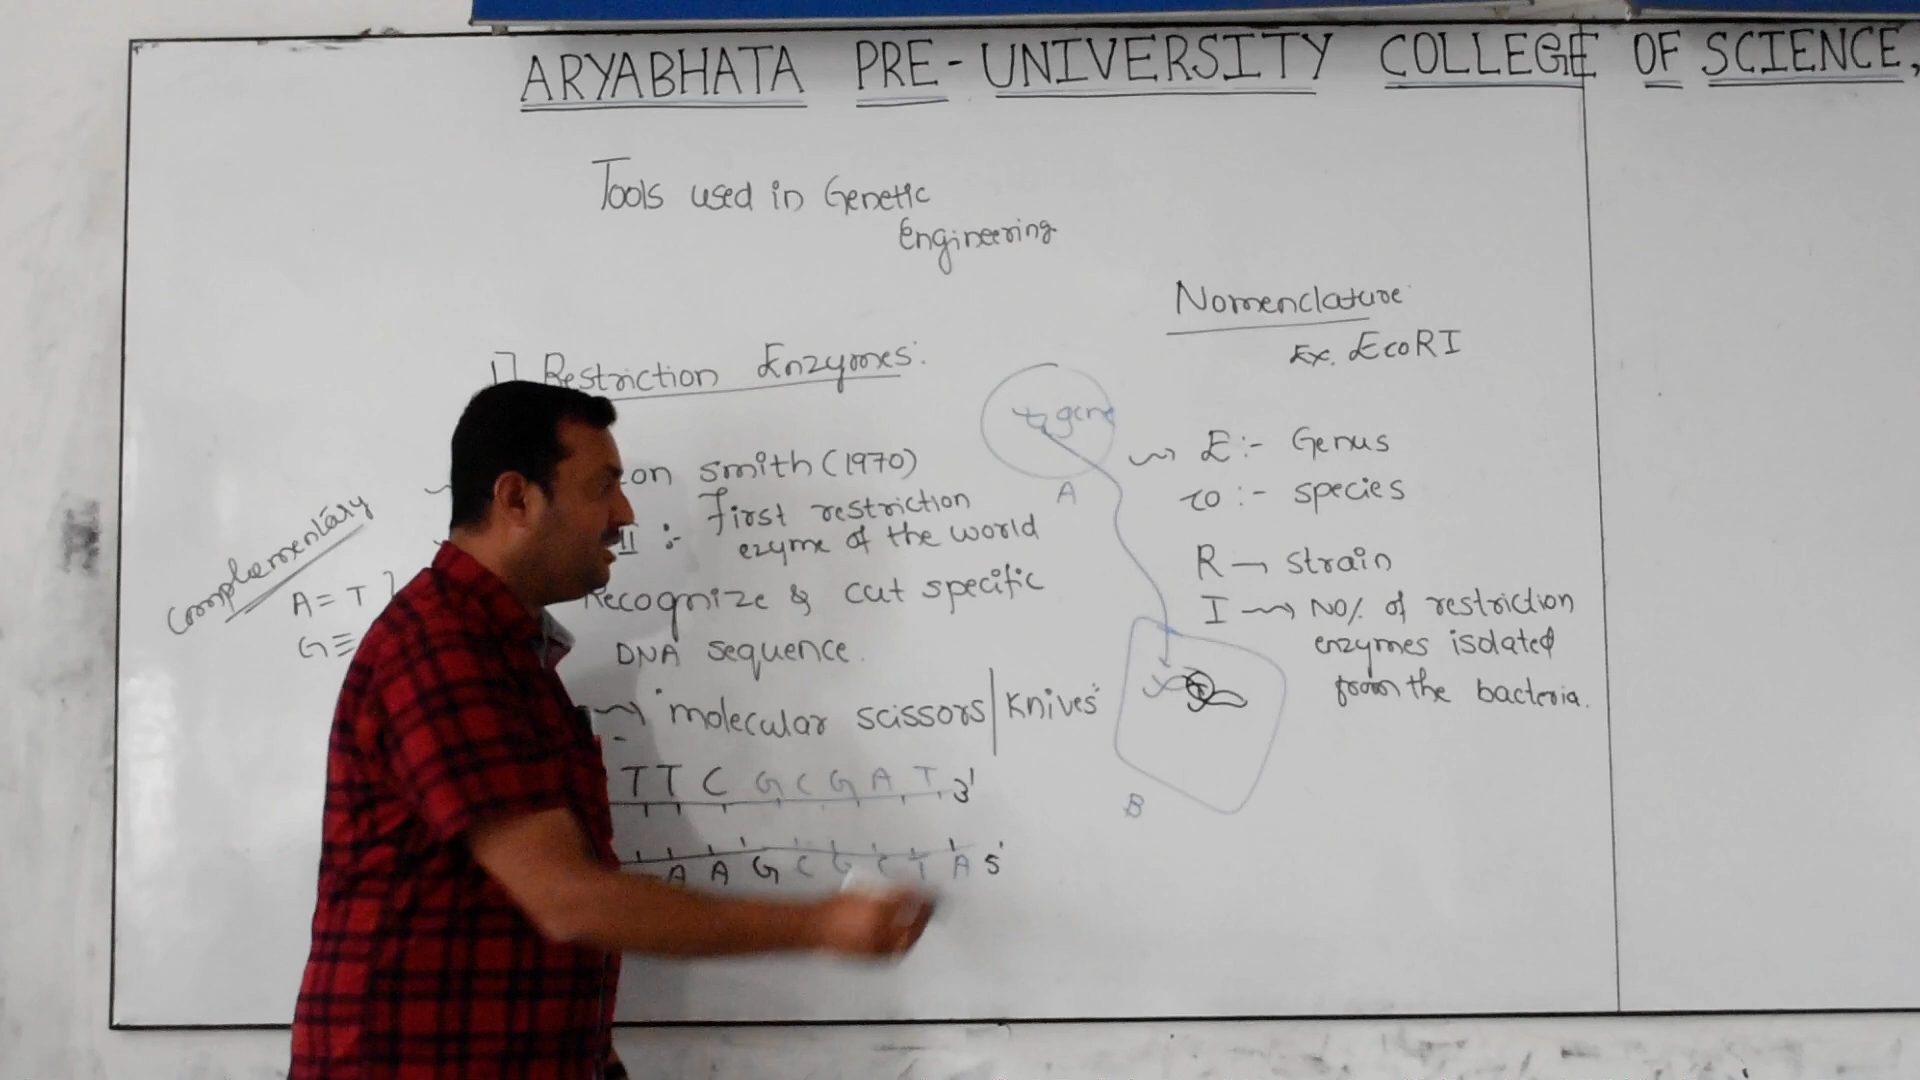 ARYABHATA PRE-UNIVERSITY COLLEGE OF SCIENCE,
Tools used in Genetic
Engineering
1] Restriction Enzymes:
on smith (1970)
II :- First restriction
ezyme of the world
Recognize & cut specific
DNA sequence.
molecular scissors/Knives
T T C G C G A T 3'
A A G C G C T A 5'
complementary
A = T ]
G ≡
gene
A
B
Nomenclature
Ex. EcoRI
E :- Genus
co :- species
R → strain
I → No/. of restriction
enzymes isolated
from the bacteria.